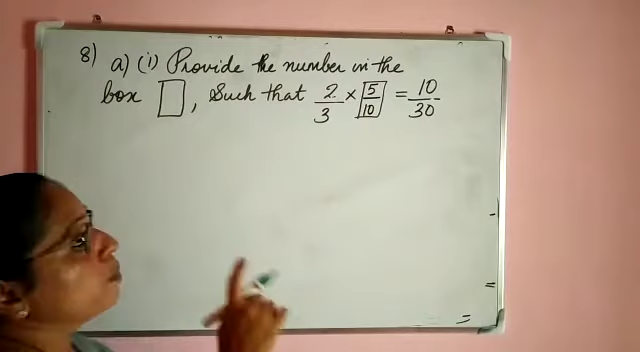 8) a) (i) Provide the number in the
box □, Such that 2/3 × 5/10 = 10/30